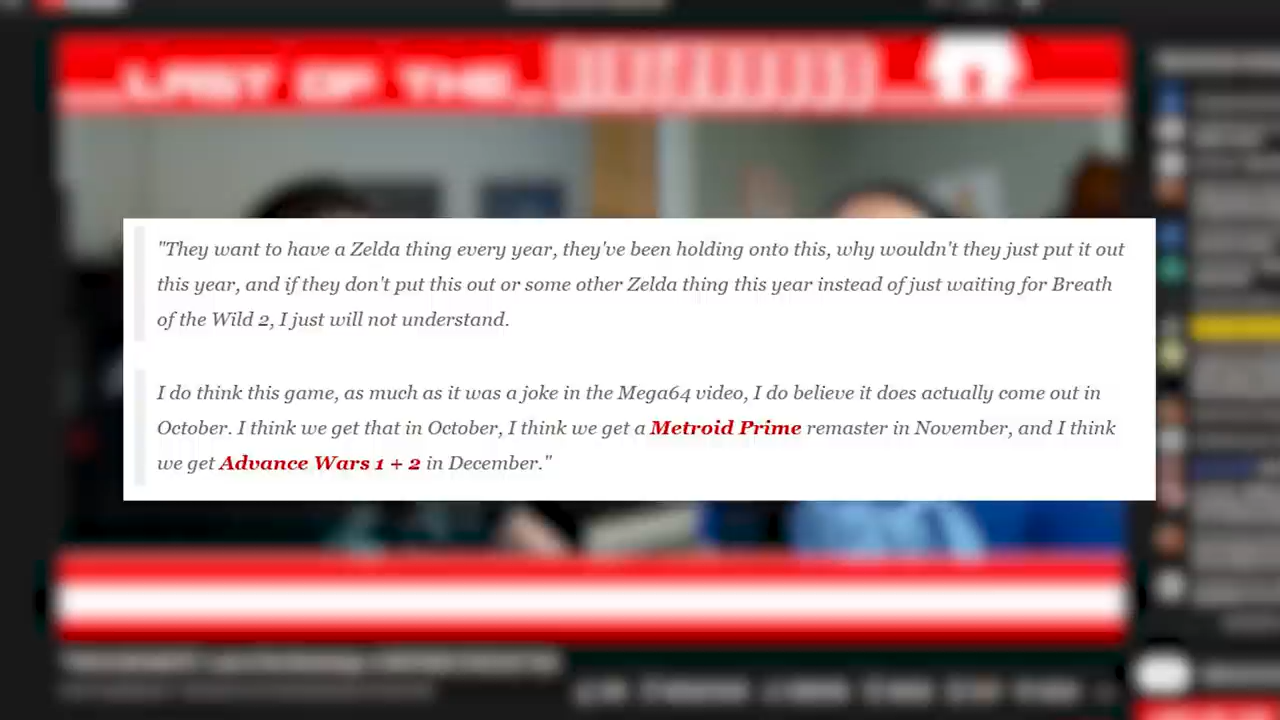 LAST OF THE
"They want to have a Zelda thing every year, they've been holding onto this, why wouldn't they just put it out
this year, and if they don't put this out or some other Zelda thing this year instead of just waiting for Breath
of the Wild 2, I just will not understand.
I do think this game, as much as it was a joke in the Mega64 video, I do believe it does actually come out in
October. I think we get that in October, I think we get a Metroid Prime remaster in November, and I think
we get Advance Wars 1 + 2 in December."